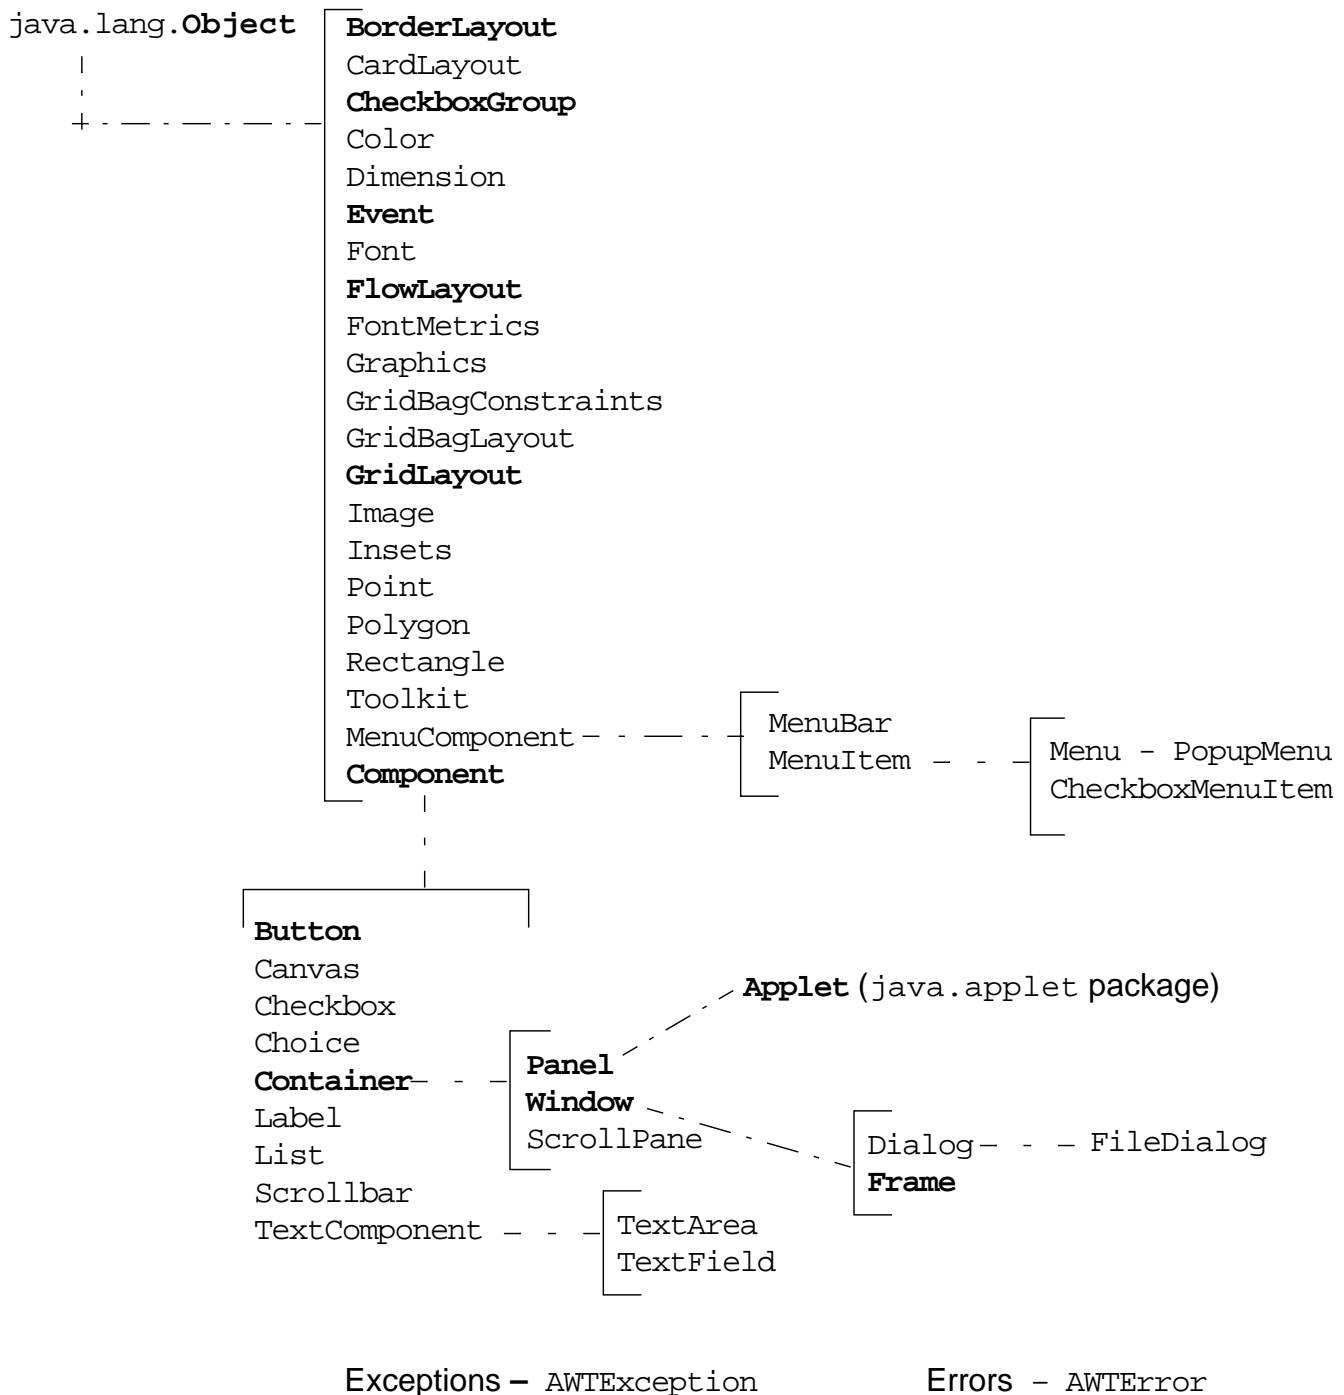 java.lang.Object
BorderLayout
CardLayout
CheckboxGroup
Color
Dimension
Event
Font
FlowLayout
FontMetrics
Graphics
GridBagConstraints
GridBagLayout
GridLayout
Image
Insets
Point
Polygon
Rectangle
Toolkit
MenuComponent
Component
MenuBar
MenuItem
Menu - PopupMenu
CheckboxMenuItem
Button
Canvas
Checkbox
Choice
Container
Label
List
Scrollbar
TextComponent
Panel
Window
ScrollPane
Applet (java.applet package)
Dialog
Frame
FileDialog
TextArea
TextField
Exceptions – AWTException
Errors – AWTError